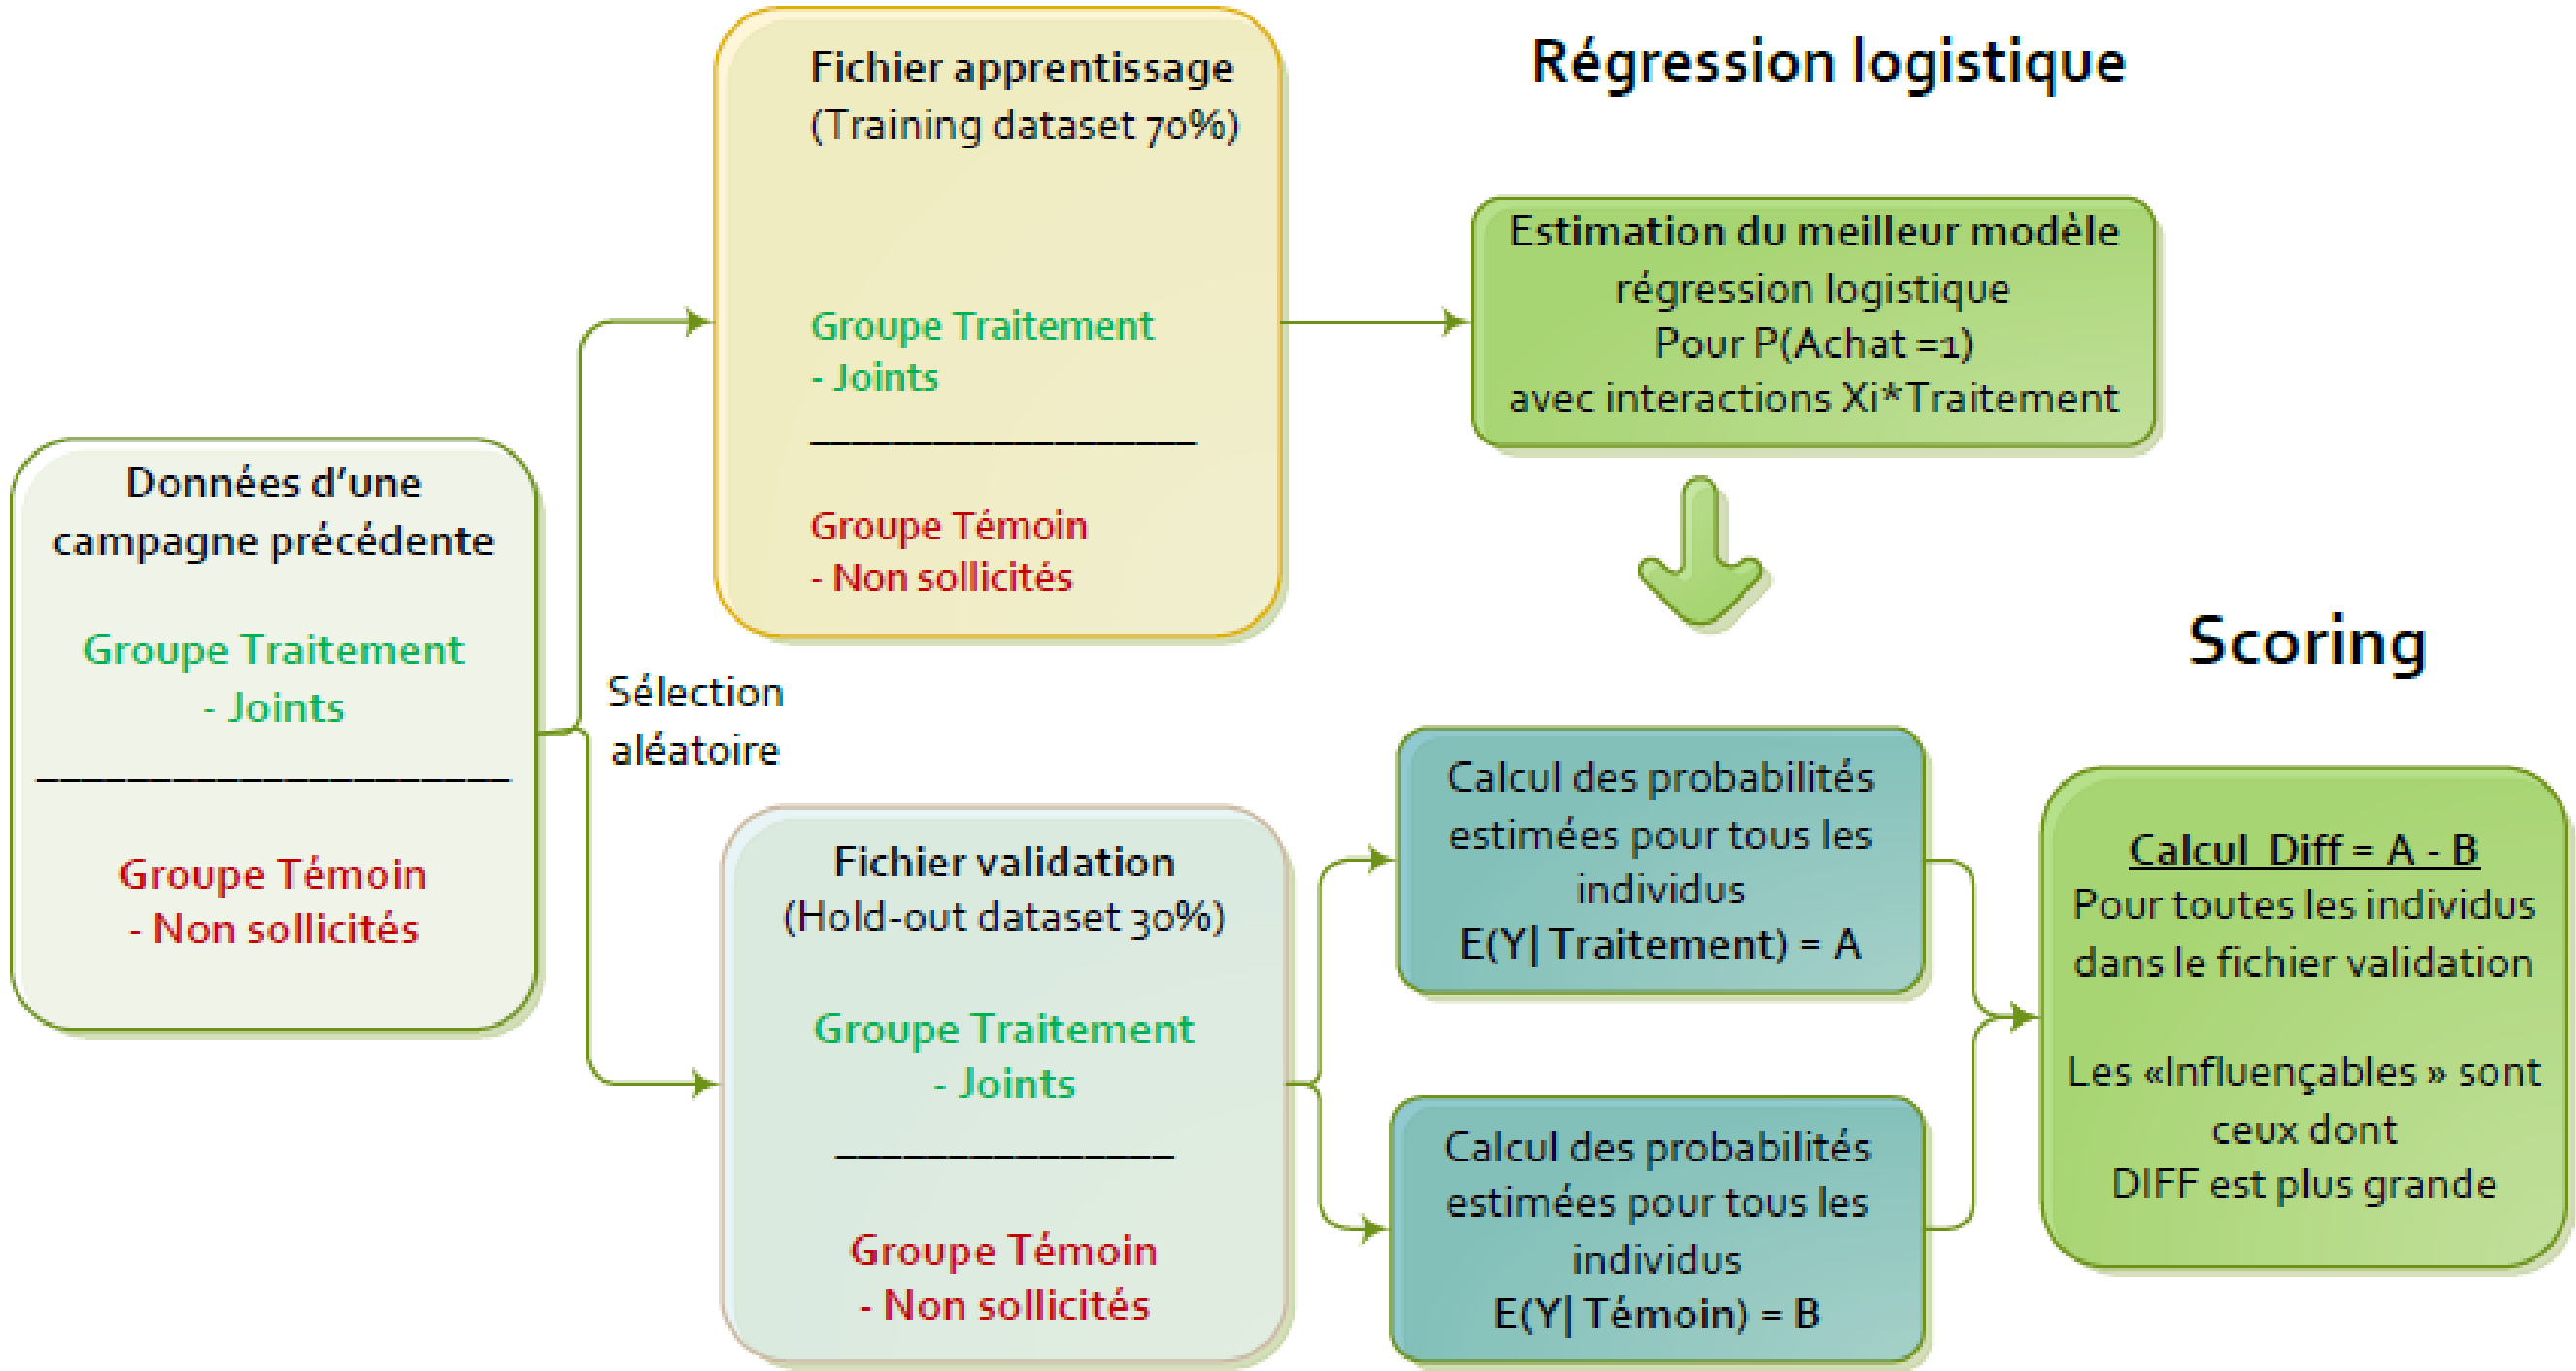 Données d'une
campagne précédente
Groupe Traitement
- Joints
Groupe Témoin
- Non sollicités
Sélection
aléatoire
Fichier apprentissage
(Training dataset 70%)
Groupe Traitement
- Joints
Groupe Témoin
- Non sollicités
Régression logistique
Estimation du meilleur modèle
régression logistique
Pour P(Achat =1)
avec interactions Xi*Traitement
Fichier validation
(Hold-out dataset 30%)
Groupe Traitement
- Joints
Groupe Témoin
- Non sollicités
Calcul des probabilités
estimées pour tous les
individus
E(Y| Traitement) = A
Calcul des probabilités
estimées pour tous les
individus
E(Y| Témoin) = B
Scoring
Calcul Diff = A - B
Pour toutes les individus
dans le fichier validation
Les «Influençables » sont
ceux dont
DIFF est plus grande